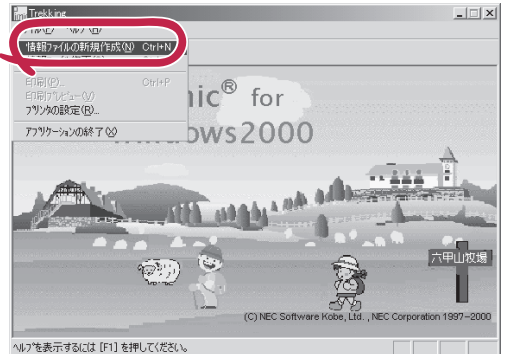 Trekking
ヘルプ(H)
情報ファイルの新規作成(N) Ctrl+N
印刷(P)... Ctrl+P
印刷プレビュー(V)
プリンタの設定(R)...
アプリケーションの終了(X)
nic® for
Windows2000
六甲山牧場
(C) NEC Software Kobe, Ltd. , NEC Corporation 1997-2000
ヘルプを表示するには [F1] を押してください。